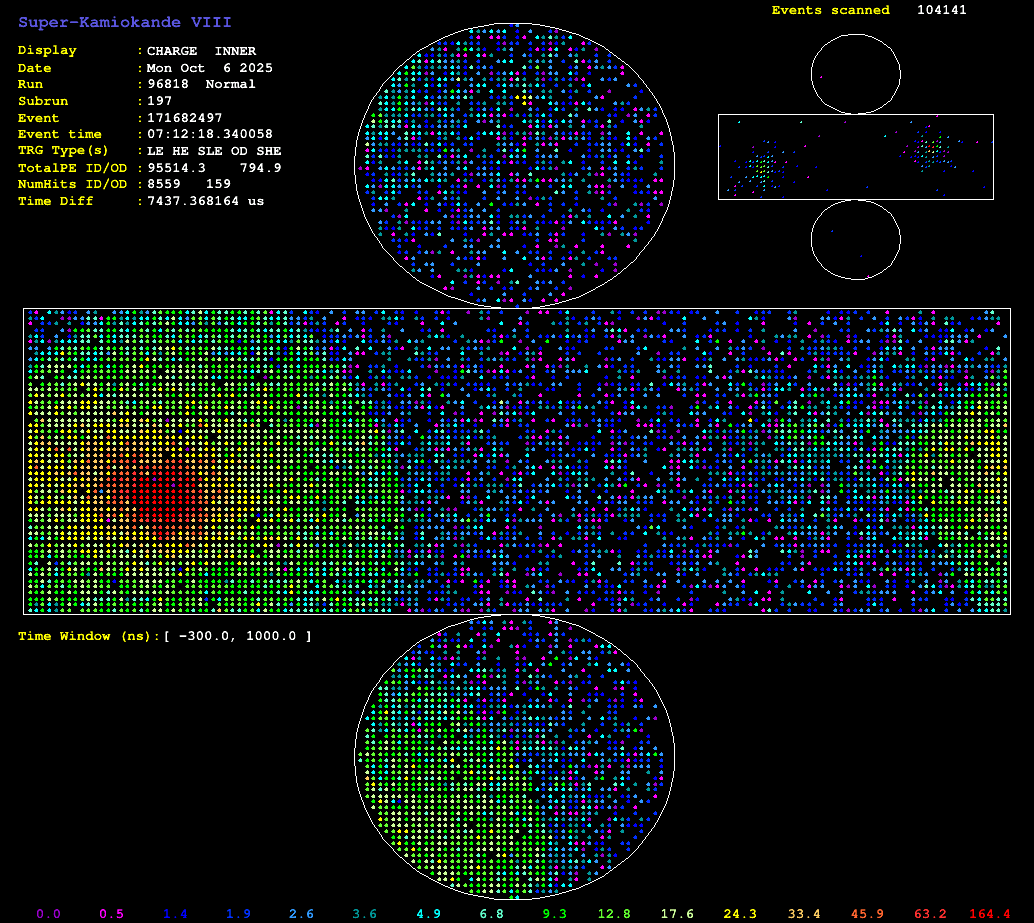 Super-Kamiokande VIII
Events scanned 104141
Display : CHARGE INNER
Date : Mon Oct 6 2025
Run : 96818 Normal
Subrun : 197
Event : 171682497
Event time : 07:12:18.340058
TRG Type(s) : LE HE SLE OD SHE
TotalPE ID/OD : 95514.3 794.9
NumHits ID/OD : 8559 159
Time Diff : 7437.368164 us
Time Window (ns):[ -300.0, 1000.0 ]
0.0 0.5 1.4 1.9 2.6 3.6 4.9 6.8 9.3 12.8 17.6 24.3 33.4 45.9 63.2 164.4